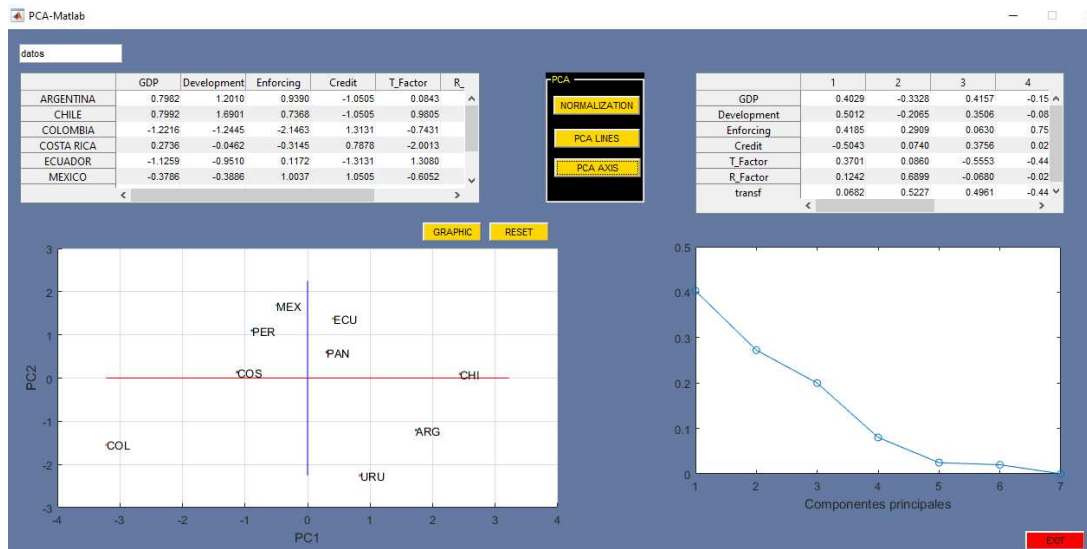 PCA-Matlab
datos
GDP Development Enforcing Credit T_Factor R_
ARGENTINA 0.7982 1.2010 0.9390 -1.0505 0.0843
CHILE 0.7992 1.6901 0.7368 -1.0505 0.9805
COLOMBIA -1.2216 -1.2445 -2.1463 1.3131 -0.7431
COSTA RICA 0.2736 -0.0462 -0.3145 0.7878 -2.0013
ECUADOR -1.1259 -0.9510 0.1172 -1.3131 1.3080
MEXICO -0.3786 -0.3886 1.0037 1.0505 -0.6052
PCA
NORMALIZATION
PCA LINES
PCA AXIS
1 2 3 4
GDP 0.4029 -0.3328 0.4157 -0.15
Development 0.5012 -0.2065 0.3506 -0.08
Enforcing 0.4185 0.2909 0.0630 0.75
Credit -0.5043 0.0740 0.3756 0.02
T_Factor 0.3701 0.0860 -0.5553 -0.44
R_Factor 0.1242 0.6899 -0.0680 -0.02
transf 0.0682 0.5227 0.4961 -0.44
GRAPHIC RESET
3
2
1
0
-1
-2
-3
PC2
MEX
ECU
PER
PAN
COS
CHI
ARG
COL
URU
-4 -3 -2 -1 0 1 2 3 4
PC1
0.5
0.4
0.3
0.2
0.1
0
1 2 3 4 5 6 7
Componentes principales
EXIT